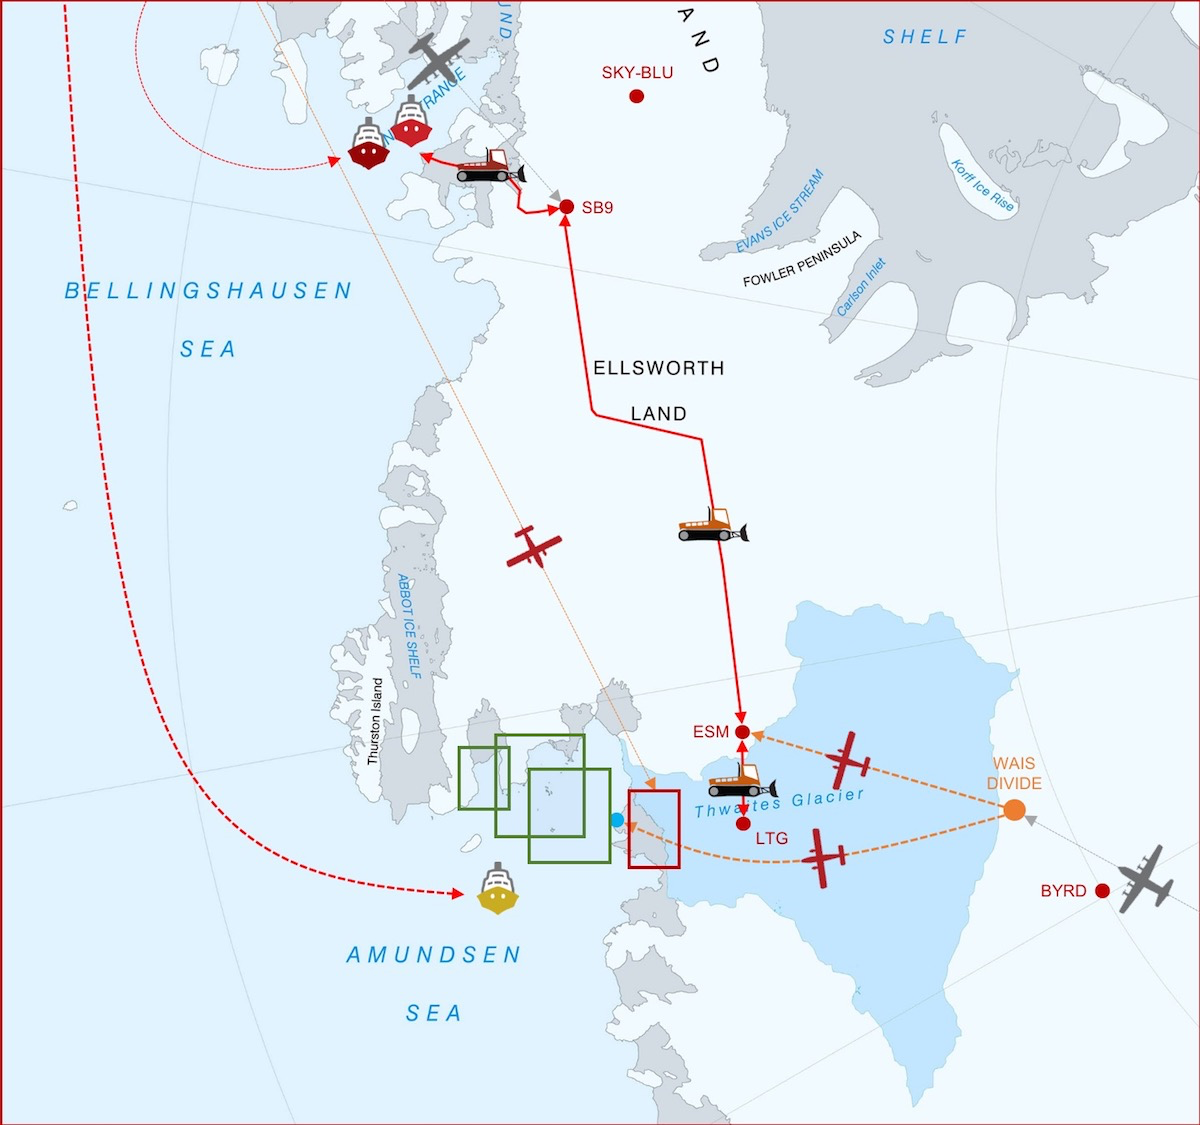 UND
AND
SHELF
RANGE
N
SKY-BLU
Korff Ice Rise
EVANS ICE STREAM
SB9
FOWLER PENINSULA
Carlson Inlet
BELLINGSHAUSEN
SEA
ELLSWORTH
LAND
ABBOT ICE SHELF
Thurston Island
ESM
WAIS
DIVIDE
Thwaites Glacier
LTG
BYRD
AMUNDSEN
SEA